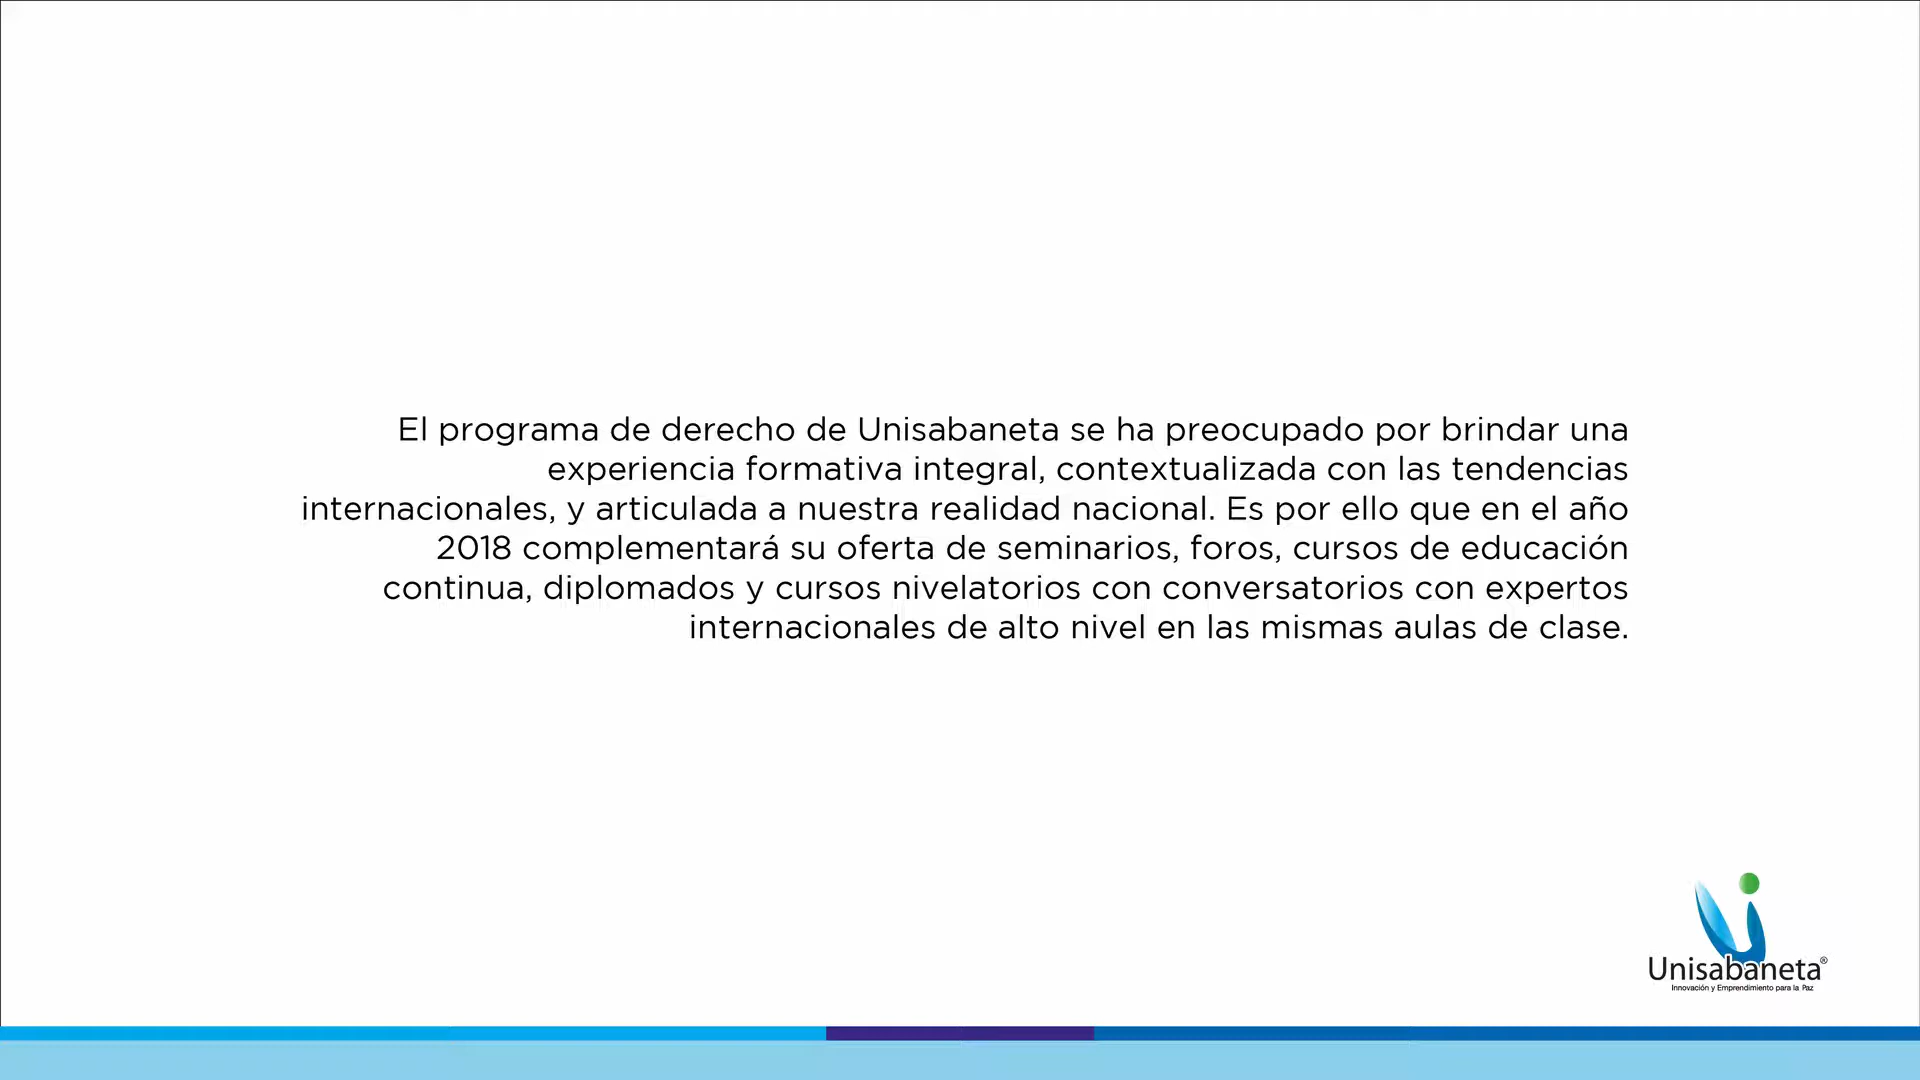 El programa de derecho de Unisabaneta se ha preocupado por brindar una
experiencia formativa integral, contextualizada con las tendencias
internacionales, y articulada a nuestra realidad nacional. Es por ello que en el año
2018 complementará su oferta de seminarios, foros, cursos de educación
continua, diplomados y cursos nivelatorios con conversatorios con expertos
internacionales de alto nivel en las mismas aulas de clase.
Unisabaneta®
Innovación y Emprendimiento para la Paz